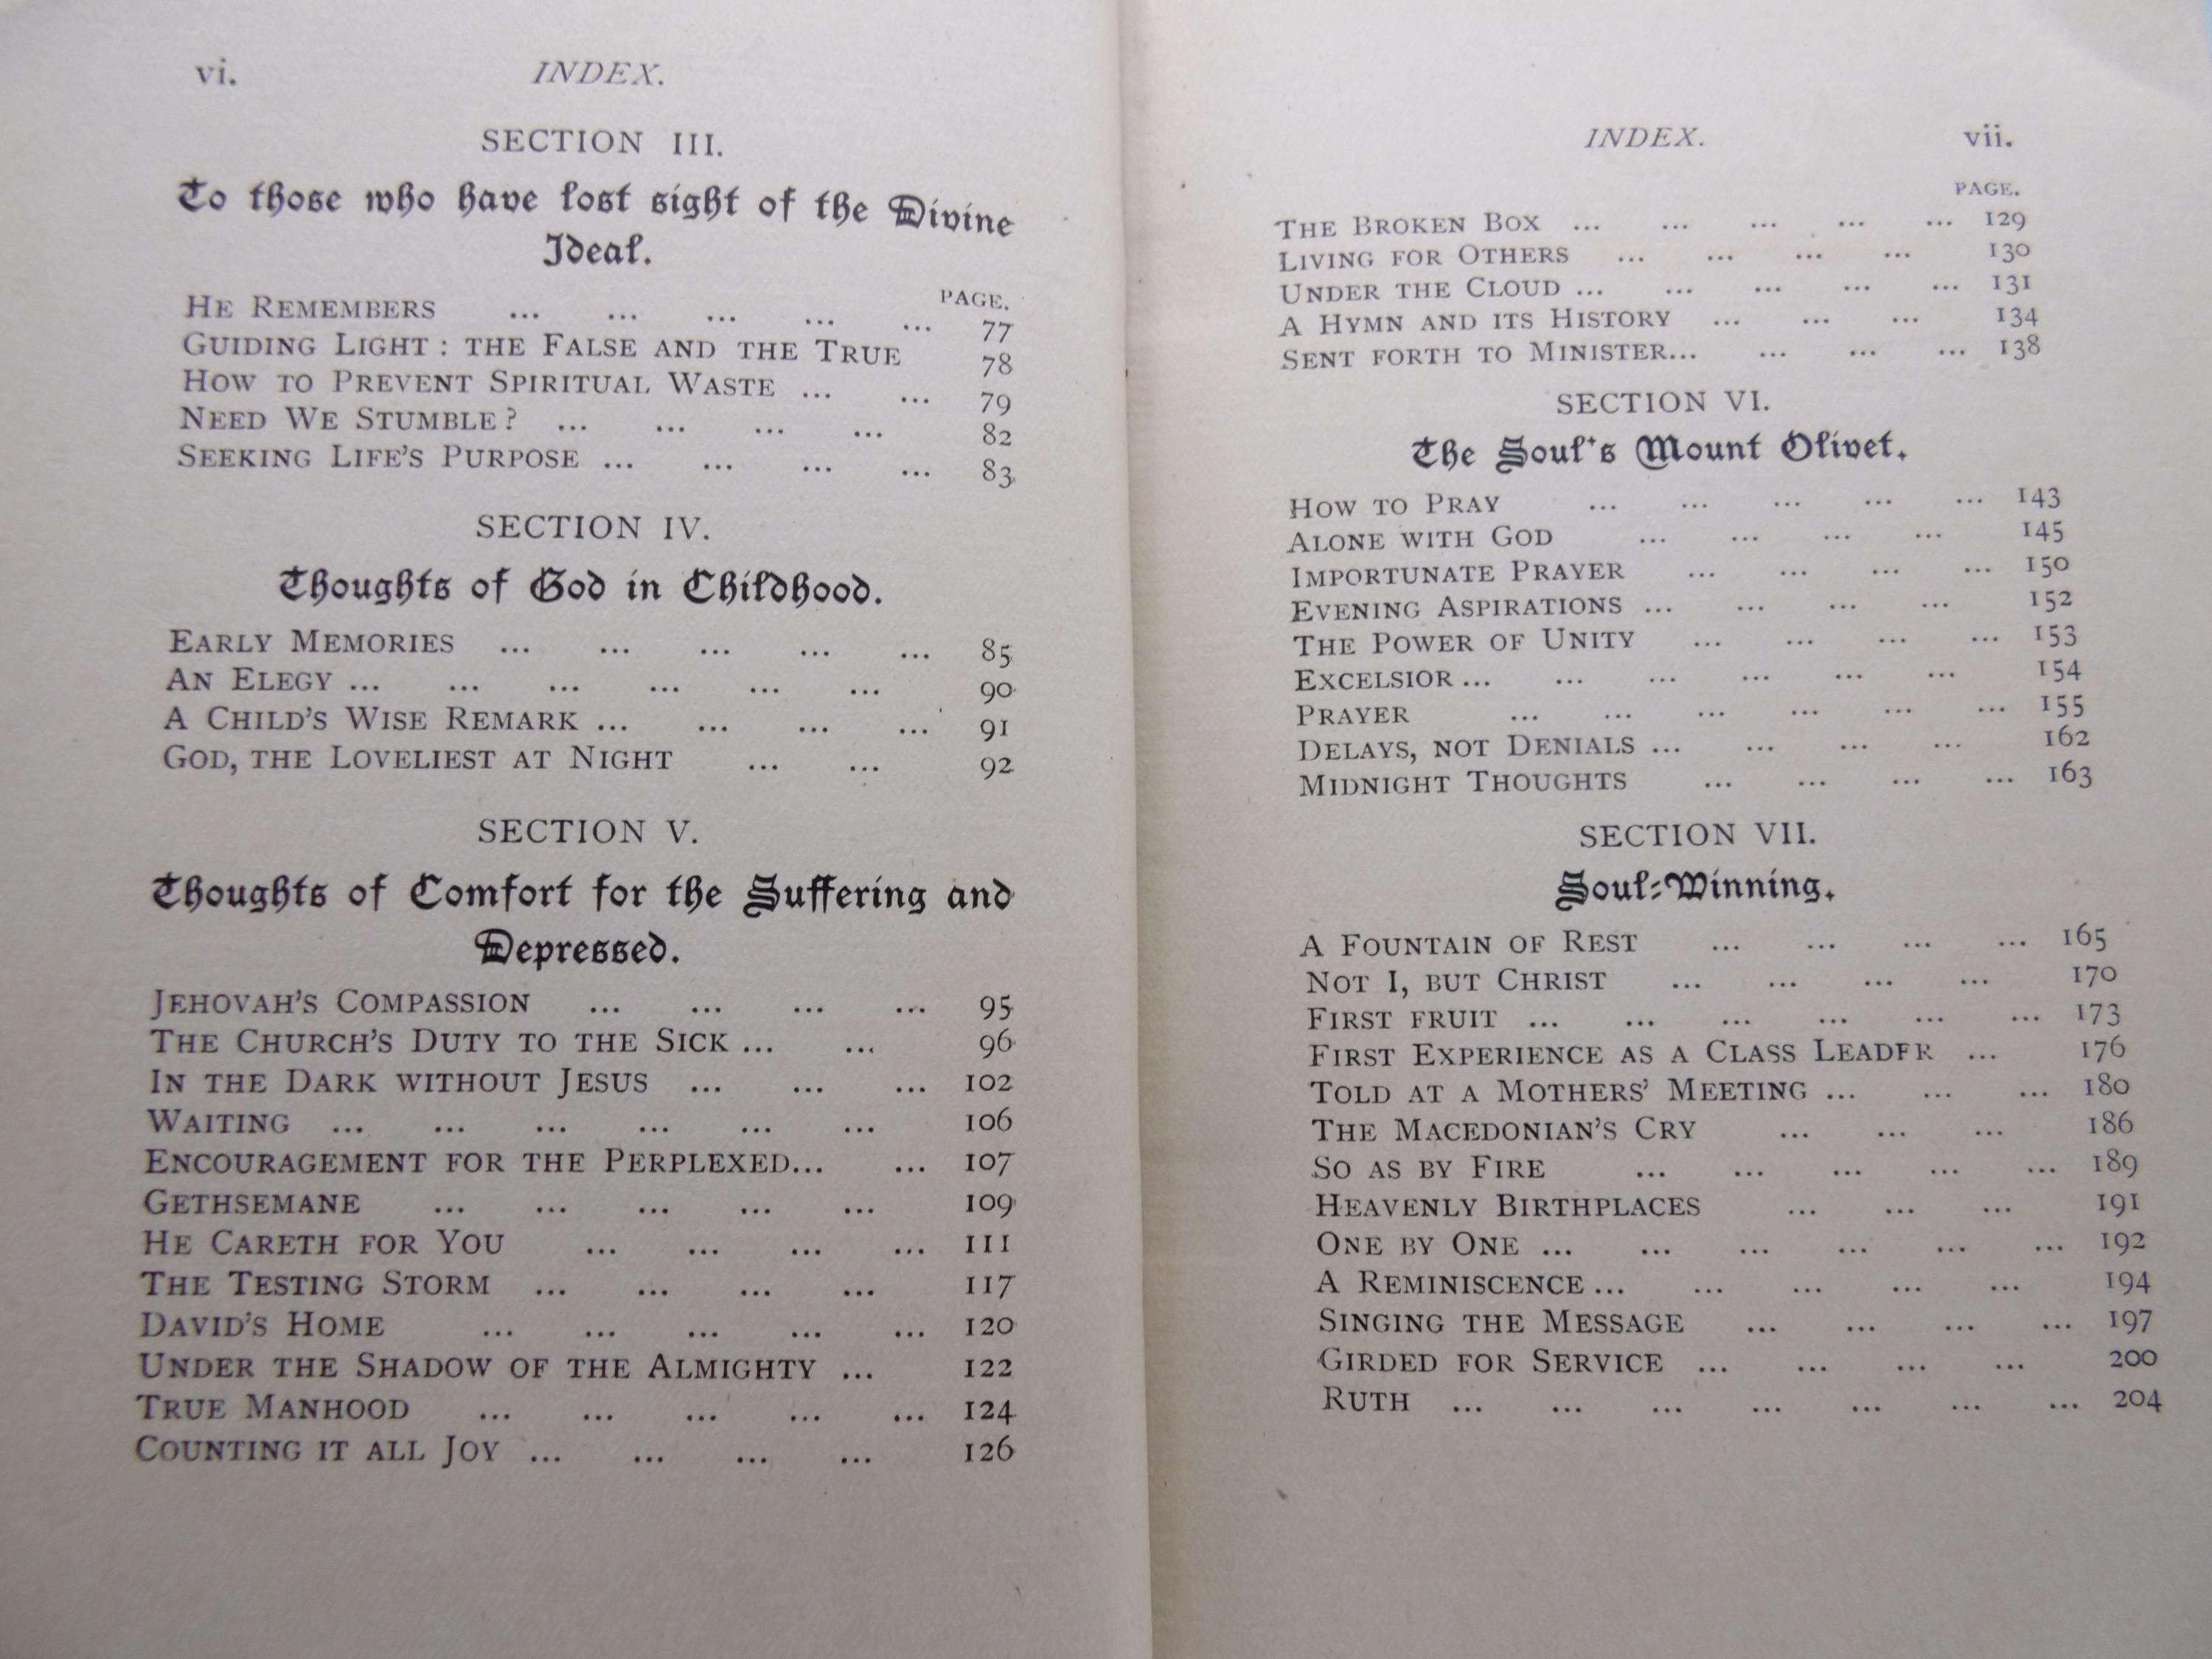 vi. INDEX.
SECTION III.
To those who have lost sight of the Divine
Ideal.
PAGE.
HE REMEMBERS ... ... ... ... ... 77
GUIDING LIGHT : THE FALSE AND THE TRUE 78
HOW TO PREVENT SPIRITUAL WASTE ... ... 79
NEED WE STUMBLE? ... ... ... ... 82
SEEKING LIFE'S PURPOSE ... ... ... ... 83
SECTION IV.
Thoughts of God in Childhood.
EARLY MEMORIES ... ... ... ... ... 85
AN ELEGY ... ... ... ... ... ... 90
A CHILD'S WISE REMARK ... ... ... ... 91
GOD, THE LOVELIEST AT NIGHT ... ... 92
SECTION V.
Thoughts of Comfort for the Suffering and
Depressed.
JEHOVAH'S COMPASSION ... ... ... ... 95
THE CHURCH'S DUTY TO THE SICK ... ... 96
IN THE DARK WITHOUT JESUS ... ... ... 102
WAITING ... ... ... ... ... ... 106
ENCOURAGEMENT FOR THE PERPLEXED... ... 107
GETHSEMANE ... ... ... ... ... 109
HE CARETH FOR YOU ... ... ... ... 111
THE TESTING STORM ... ... ... ... 117
DAVID'S HOME ... ... ... ... ... 120
UNDER THE SHADOW OF THE ALMIGHTY ... 122
TRUE MANHOOD ... ... ... ... ... 124
COUNTING IT ALL JOY ... ... ... ... 126
INDEX. vii.
PAGE.
THE BROKEN BOX ... ... ... ... ... 129
LIVING FOR OTHERS ... ... ... ... 130
UNDER THE CLOUD ... ... ... ... ... 131
A HYMN AND ITS HISTORY ... ... ... 134
SENT FORTH TO MINISTER... ... ... ... 138
SECTION VI.
The Soul's Mount Olivet.
HOW TO PRAY ... ... ... ... ... 143
ALONE WITH GOD ... ... ... ... 145
IMPORTUNATE PRAYER ... ... ... ... 150
EVENING ASPIRATIONS ... ... ... ... 152
THE POWER OF UNITY ... ... ... ... 153
EXCELSIOR ... ... ... ... ... ... 154
PRAYER ... ... ... ... ... ... 155
DELAYS, NOT DENIALS ... ... ... ... 162
MIDNIGHT THOUGHTS ... ... ... ... 163
SECTION VII.
Soul-Winning.
A FOUNTAIN OF REST ... ... ... ... 165
NOT I, BUT CHRIST ... ... ... ... 170
FIRST FRUIT ... ... ... ... ... ... 173
FIRST EXPERIENCE AS A CLASS LEADER ... 176
TOLD AT A MOTHERS' MEETING ... ... ... 180
THE MACEDONIAN'S CRY ... ... ... 186
SO AS BY FIRE ... ... ... ... ... 189
HEAVENLY BIRTHPLACES ... ... ... 191
ONE BY ONE ... ... ... ... ... ... 192
A REMINISCENCE ... ... ... ... ... 194
SINGING THE MESSAGE ... ... ... ... 197
GIRDED FOR SERVICE ... ... ... ... 200
RUTH ... ... ... ... ... ... ... 204